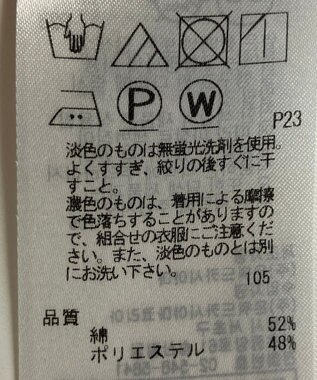 P
W
P23
淡色のものは無蛍光洗剤を使用。
よくすすぎ、絞りの後すぐに干
すこと。
濃色のものは、着用による摩擦
で色落ちすることがありますの
で、組合せの衣服にご注意くだ
さい。また、淡色のものとは別
にお洗い下さい。
105
品質
綿 52%
ポリエステル 48%